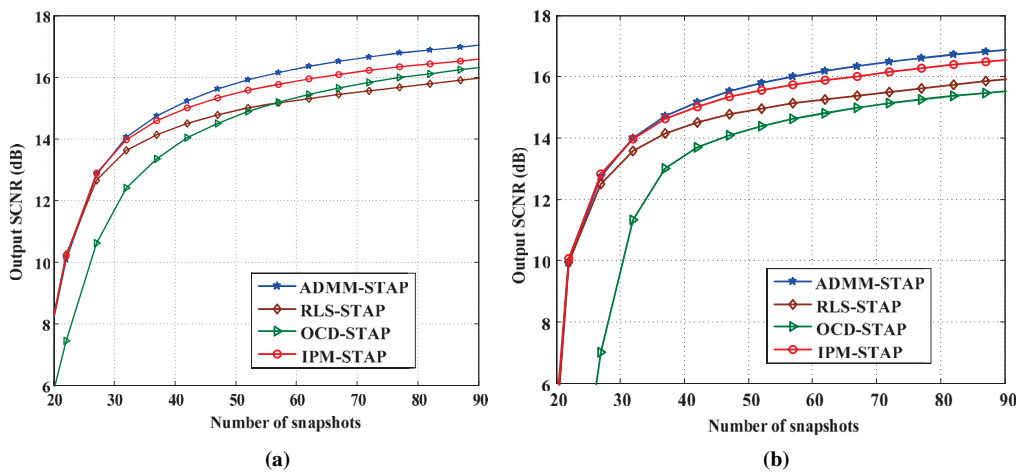 18
16
14
12
10
8
6
20 30 40 50 60 70 80 90
Output SCNR (dB)
Number of snapshots
ADMM-STAP
RLS-STAP
OCD-STAP
IPM-STAP
(a)
18
16
14
12
10
8
6
20 30 40 50 60 70 80 90
Output SCNR (dB)
Number of snapshots
ADMM-STAP
RLS-STAP
OCD-STAP
IPM-STAP
(b)